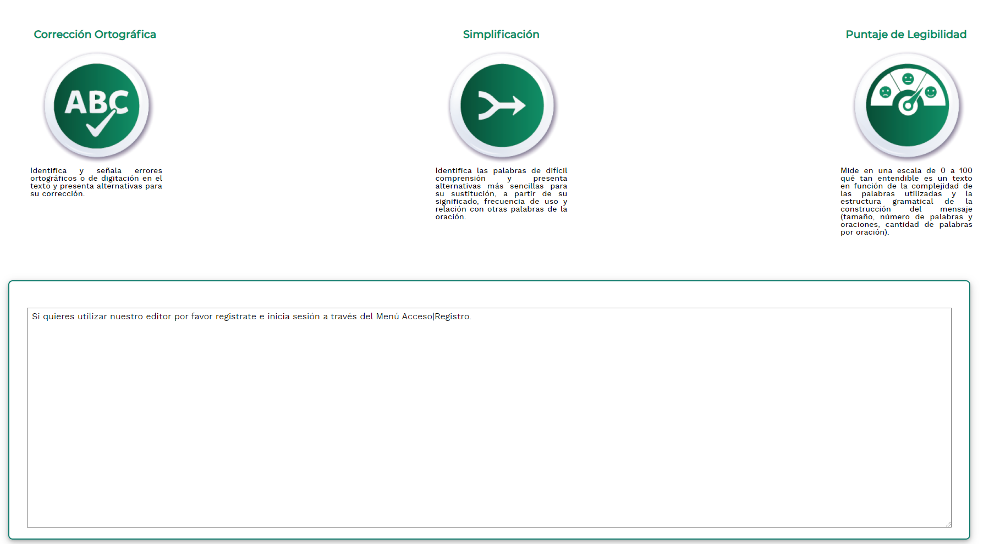 Corrección Ortográfica
ABC
Identifica y señala errores
ortográficos o de digitación en el
texto y presenta alternativas para
su corrección.
Simplificación
Identifica las palabras de difícil
comprensión y presenta
alternativas más sencillas para
su sustitución, a partir de su
significado, frecuencia de uso y
relación con otras palabras de la
oración.
Puntaje de Legibilidad
Mide en una escala de 0 a 100
qué tan entendible es un texto
en función de la complejidad de
las palabras utilizadas y la
estructura gramatical de la
construcción del mensaje
(tamaño, número de palabras y
oraciones, cantidad de palabras
por oración).
Si quieres utilizar nuestro editor por favor registrate e inicia sesión a través del Menú Acceso|Registro.